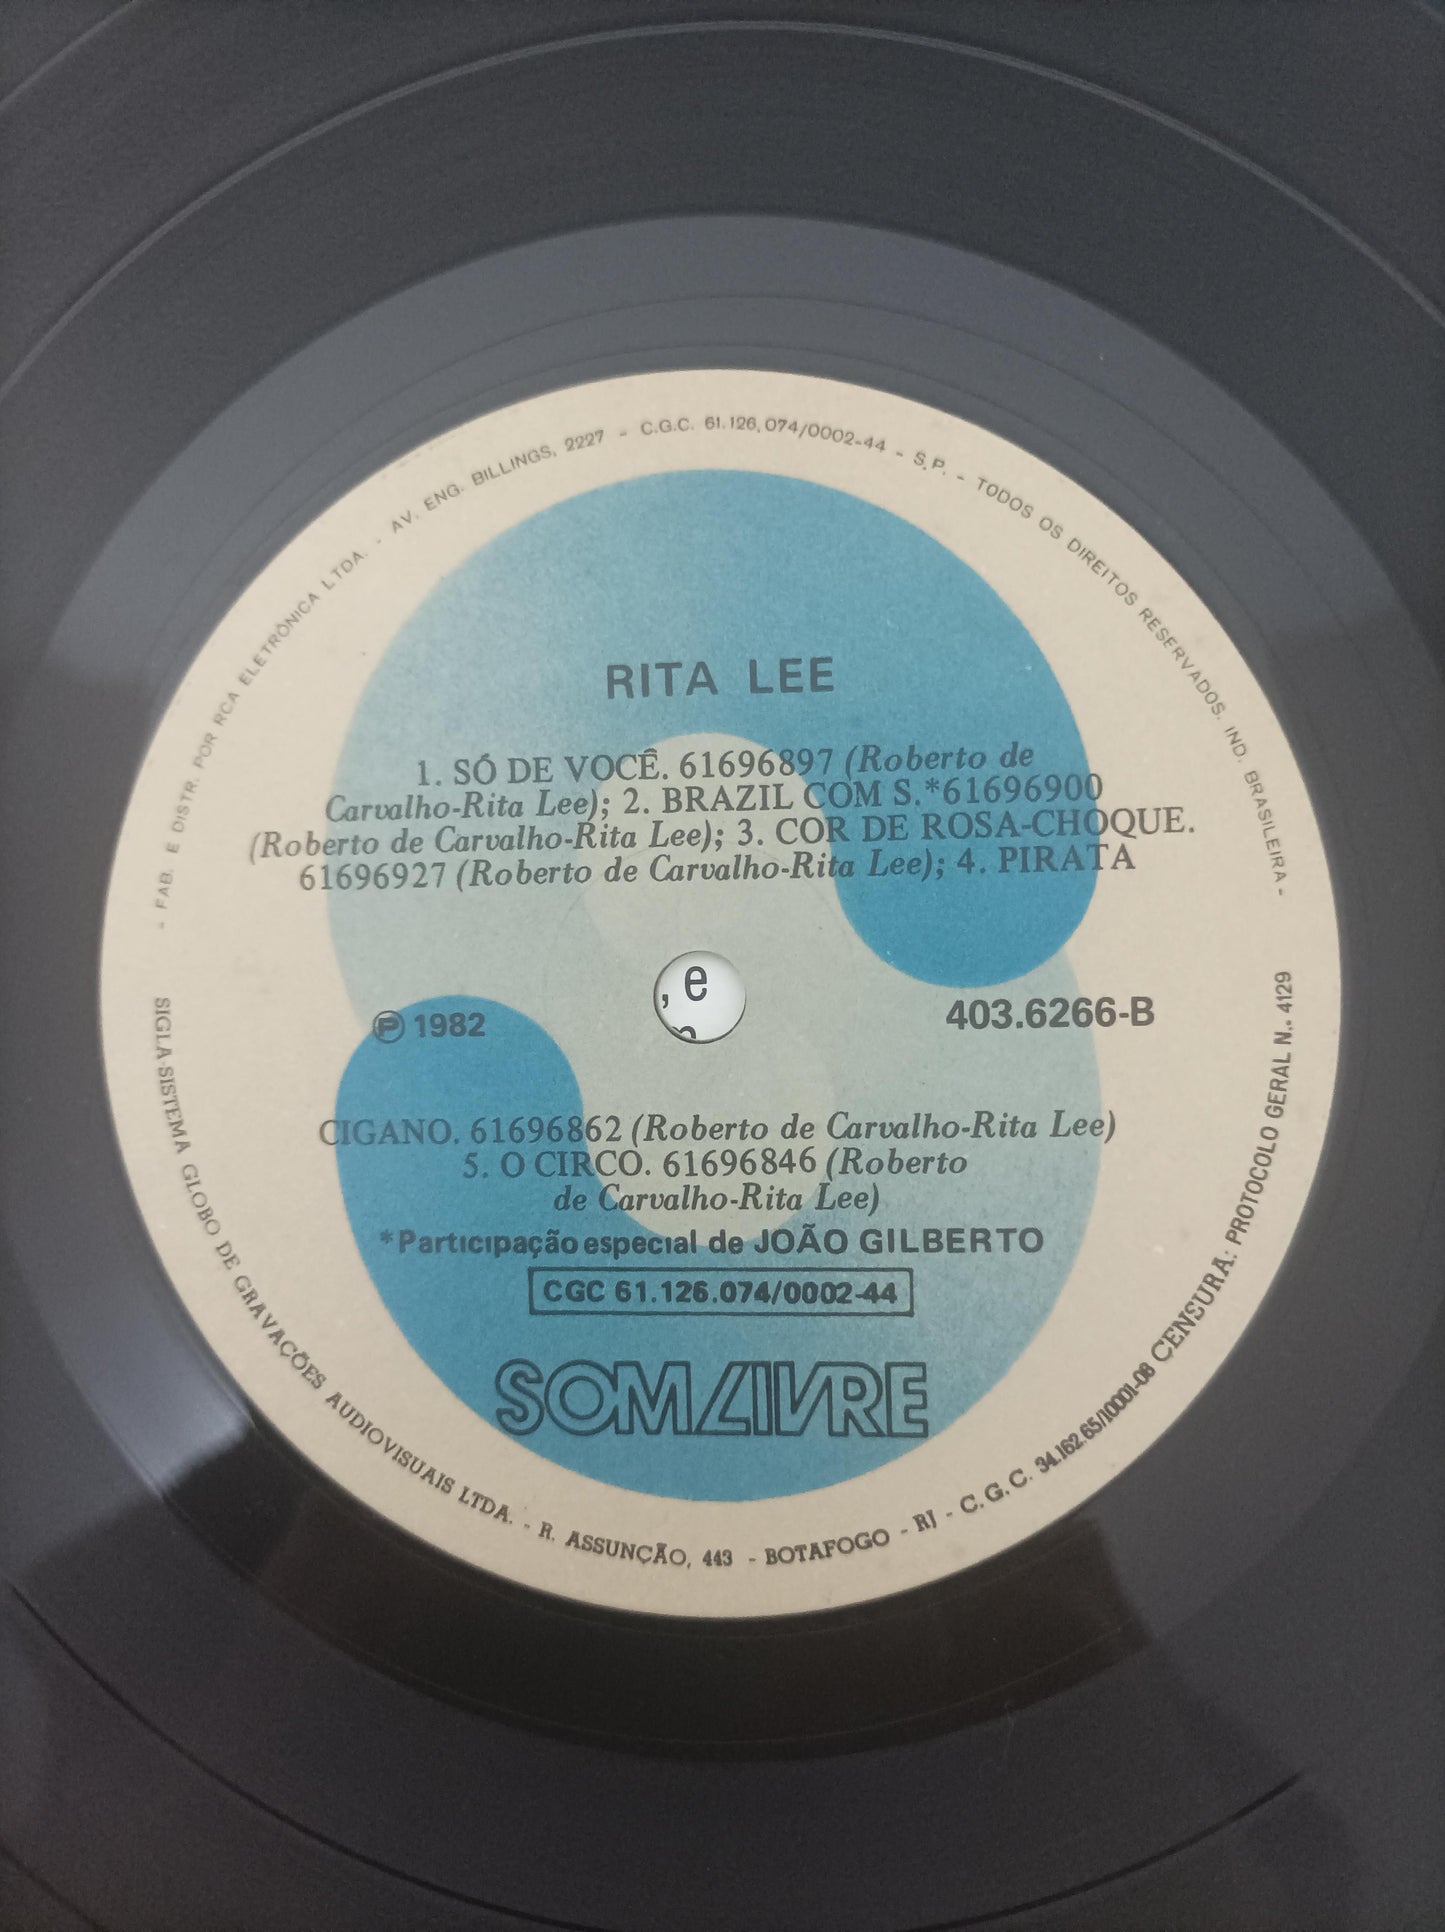 - FAB. E DISTR. POR RCA ELETRÔNICA LTDA. - AV. ENG. BILLINGS, 2227 - C.G.C. 61.126.074/0002-44 - S.P. - TODOS OS DIREITOS RESERVADOS. IND. BRASILEIRA -
RITA LEE
1. SÓ DE VOCÊ. 61696897 (Roberto de
Carvalho-Rita Lee); 2. BRAZIL COM S.*61696900
(Roberto de Carvalho-Rita Lee); 3. COR DE ROSA-CHOQUE.
61696927 (Roberto de Carvalho-Rita Lee); 4. PIRATA
, e
Ⓟ 1982
403.6266-B
CIGANO. 61696862 (Roberto de Carvalho-Rita Lee)
5. O CIRCO. 61696846 (Roberto
de Carvalho-Rita Lee)
*Participação especial de JOÃO GILBERTO
CGC 61.126.074/0002-44
SOM LIVRE
SIGLA-SISTEMA GLOBO DE GRAVAÇÕES AUDIOVISUAIS LTDA. - R. ASSUNÇÃO, 443 - BOTAFOGO - RJ - C.G.C. 34.162.65/10001-08 CENSURA: PROTOCOLO GERAL N.. 4129